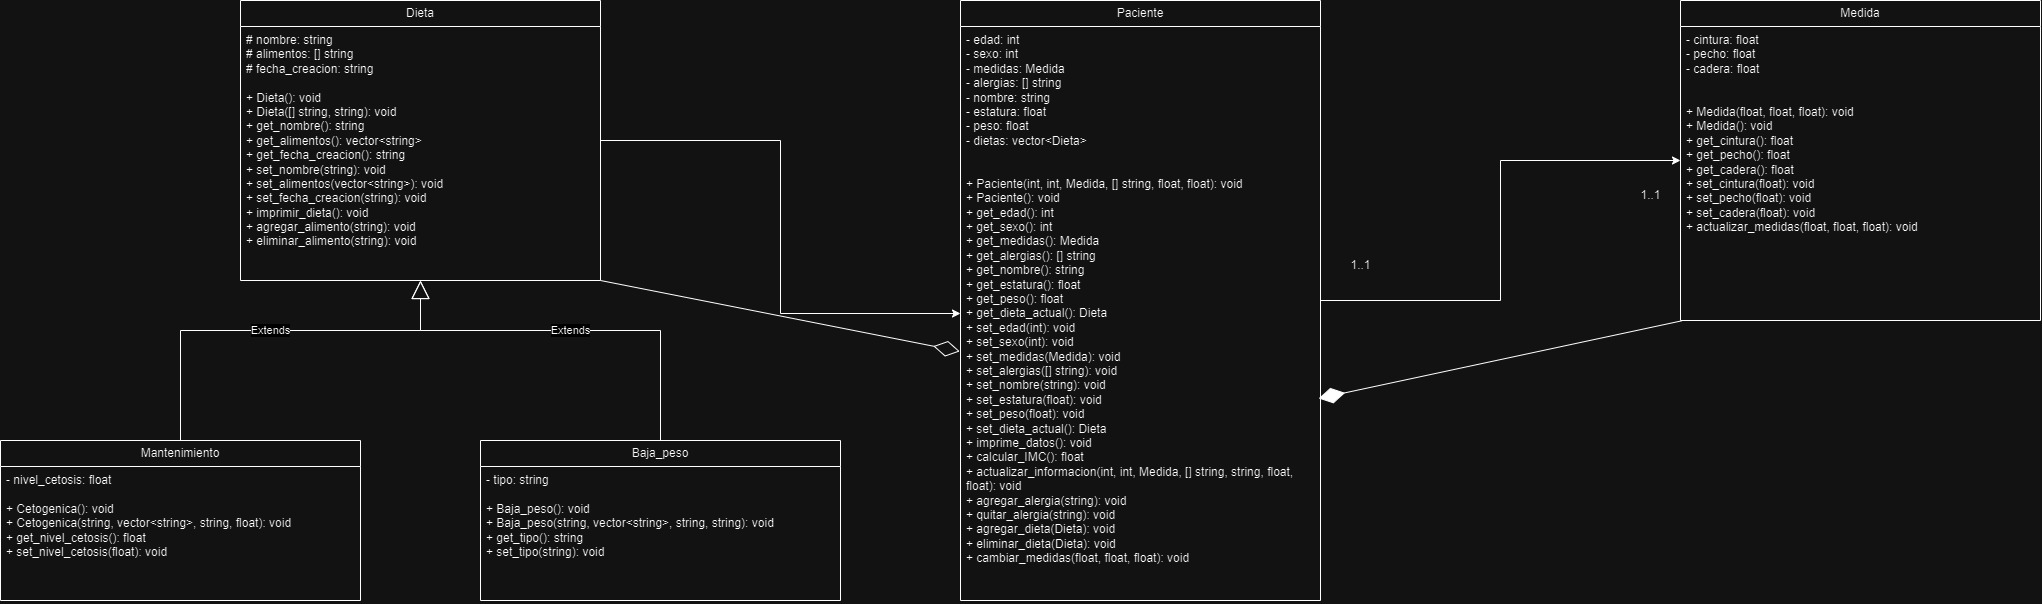 Dieta
# nombre: string
# alimentos: [] string
# fecha_creacion: string
+ Dieta(): void
+ Dieta([] string, string): void
+ get_nombre(): string
+ get_alimentos(): vector<string>
+ get_fecha_creacion(): string
+ set_nombre(string): void
+ set_alimentos(vector<string>): void
+ set_fecha_creacion(string): void
+ imprimir_dieta(): void
+ agregar_alimento(string): void
+ eliminar_alimento(string): void
Extends
Extends
Mantenimiento
- nivel_cetosis: float
+ Cetogenica(): void
+ Cetogenica(string, vector<string>, string, float): void
+ get_nivel_cetosis(): float
+ set_nivel_cetosis(float): void
Baja_peso
- tipo: string
+ Baja_peso(): void
+ Baja_peso(string, vector<string>, string, string): void
+ get_tipo(): string
+ set_tipo(string): void
Paciente
- edad: int
- sexo: int
- medidas: Medida
- alergias: [] string
- nombre: string
- estatura: float
- peso: float
- dietas: vector<Dieta>
+ Paciente(int, int, Medida, [] string, float, float): void
+ Paciente(): void
+ get_edad(): int
+ get_sexo(): int
+ get_medidas(): Medida
+ get_alergias(): [] string
+ get_nombre(): string
+ get_estatura(): float
+ get_peso(): float
+ get_dieta_actual(): Dieta
+ set_edad(int): void
+ set_sexo(int): void
+ set_medidas(Medida): void
+ set_alergias([] string): void
+ set_nombre(string): void
+ set_estatura(float): void
+ set_peso(float): void
+ set_dieta_actual(): Dieta
+ imprime_datos(): void
+ calcular_IMC(): float
+ actualizar_informacion(int, int, Medida, [] string, string, float,
float): void
+ agregar_alergia(string): void
+ quitar_alergia(string): void
+ agregar_dieta(Dieta): void
+ eliminar_dieta(Dieta): void
+ cambiar_medidas(float, float, float): void
1..1
1..1
Medida
- cintura: float
- pecho: float
- cadera: float
+ Medida(float, float, float): void
+ Medida(): void
+ get_cintura(): float
+ get_pecho(): float
+ get_cadera(): float
+ set_cintura(float): void
+ set_pecho(float): void
+ set_cadera(float): void
+ actualizar_medidas(float, float, float): void